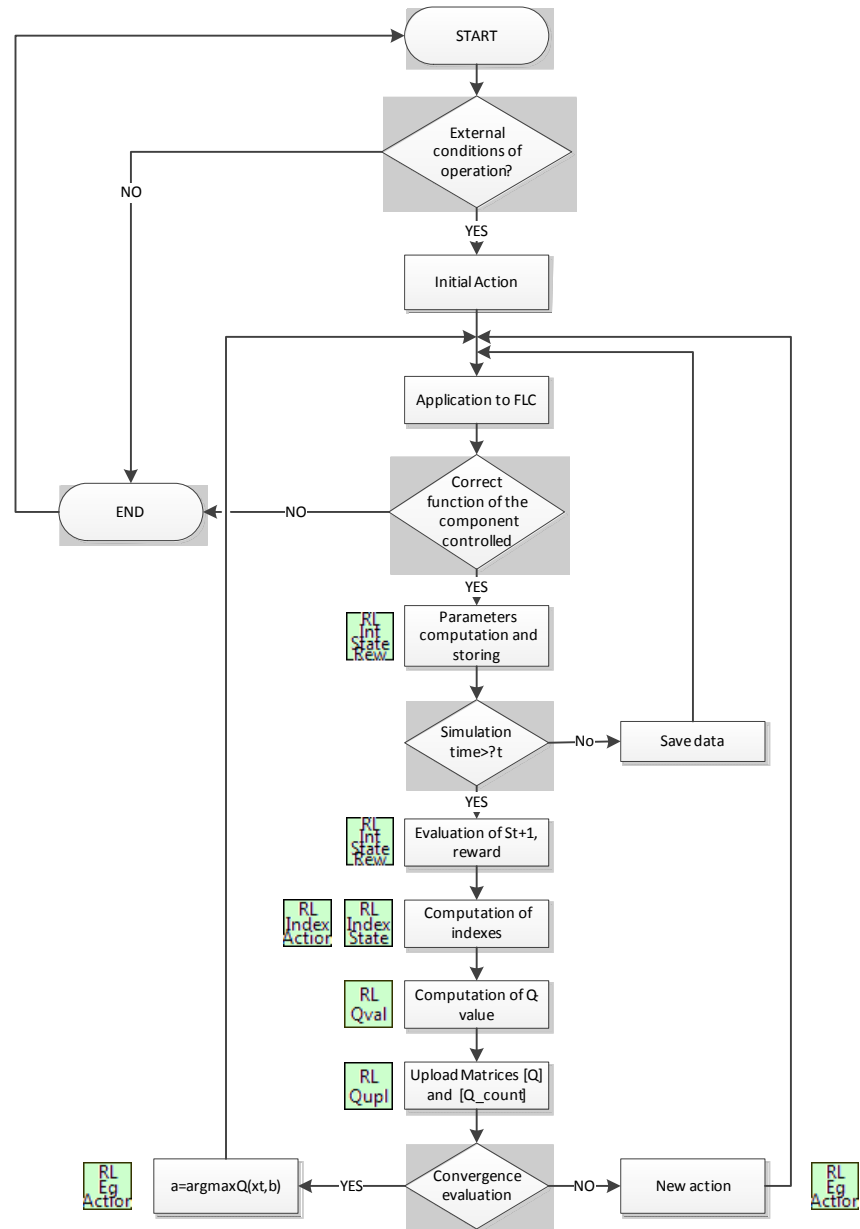 START
External
conditions of
operation?
NO
YES
Initial Action
Application to FLC
Correct
function of the
component
controlled
END
NO
YES
RL
Int
State
Rew
Parameters
computation and
storing
Simulation
time>?t
No
Save data
YES
RL
Int
State
Rew
Evaluation of St+1,
reward
RL
Index
Action
RL
Index
State
Computation of
indexes
RL
Qval
Computation of Q
value
RL
Qupl
Upload Matrices [Q]
and [Q_count]
RL
Eg
Action
a=argmaxQ(xt,b)
YES
Convergence
evaluation
NO
New action
RL
Eg
Action